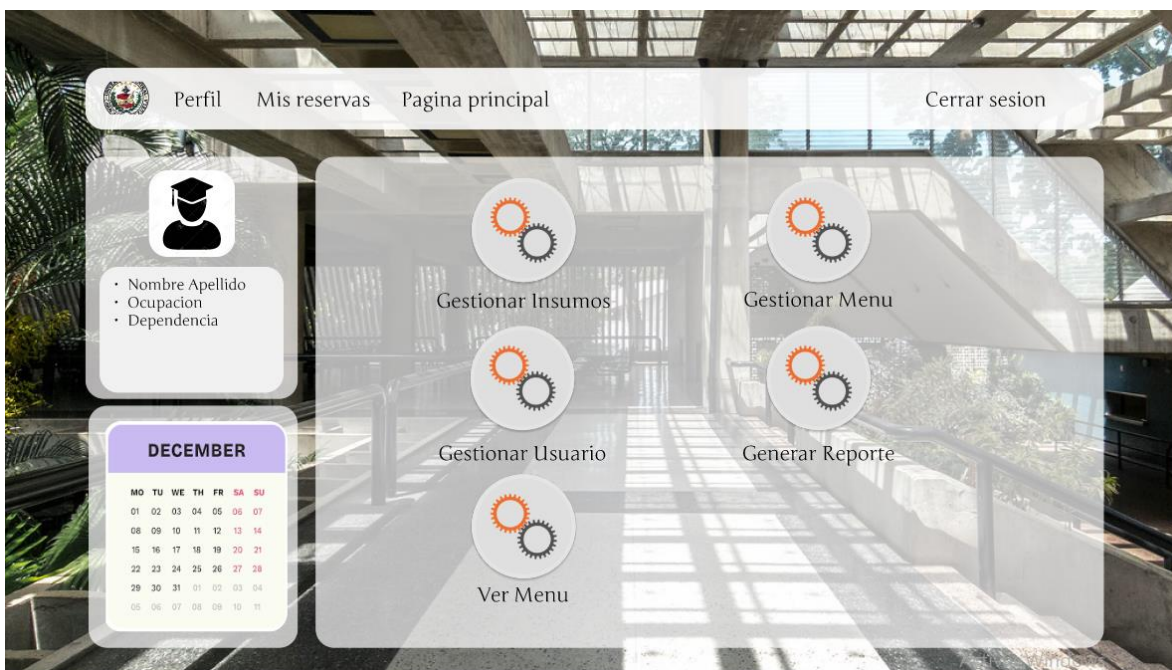 Perfil Mis reservas Pagina principal Cerrar sesion
• Nombre Apellido
• Ocupacion
• Dependencia
DECEMBER
MO TU WE TH FR SA SU
01 02 03 04 05 06 07
08 09 10 11 12 13 14
15 16 17 18 19 20 21
22 23 24 25 26 27 28
29 30 31 01 02 03 04
05 06 07 08 09 10 11
Gestionar Insumos
Gestionar Menu
Gestionar Usuario
Generar Reporte
Ver Menu